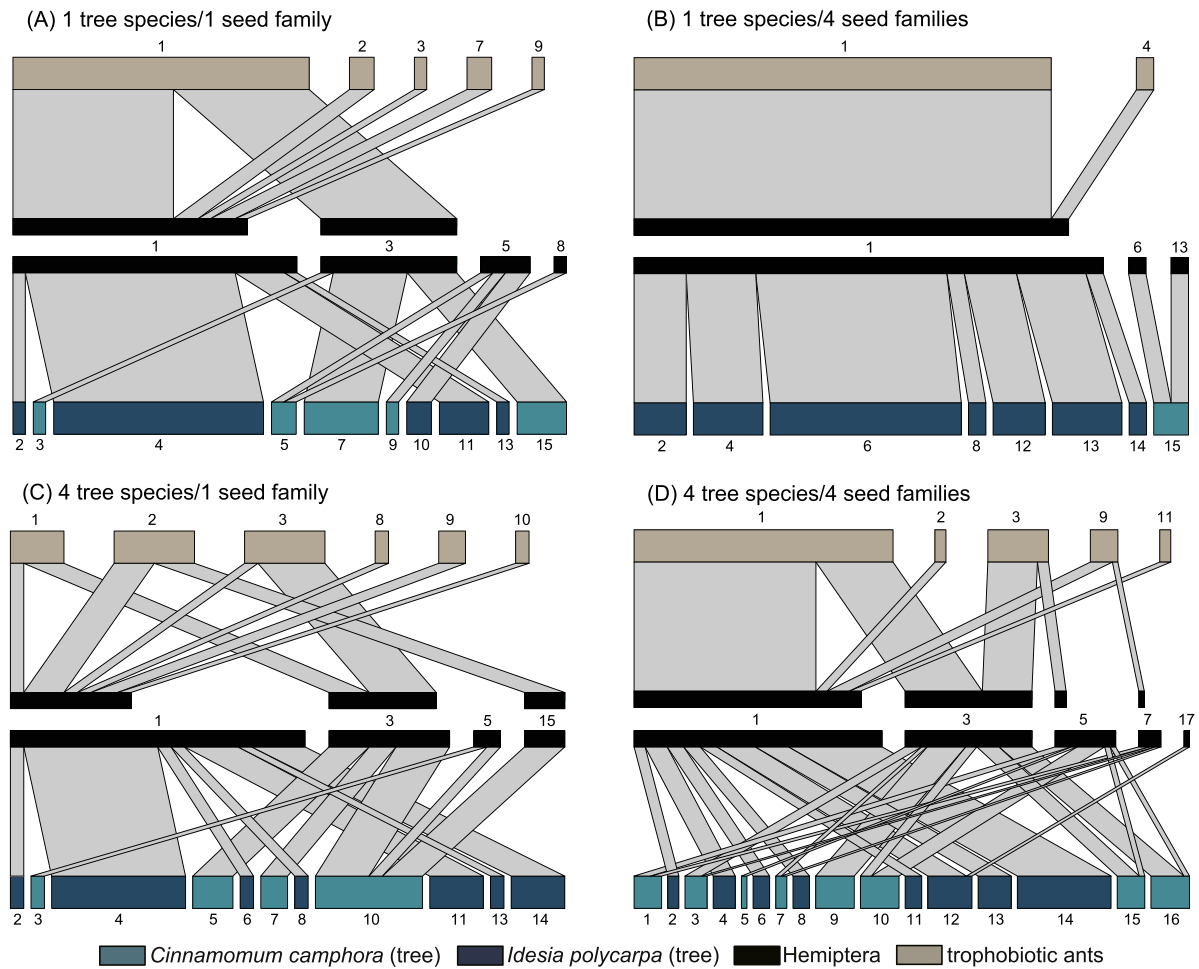 (A) 1 tree species/1 seed family
1 2 3 7 9
1 3 5 8
2 3 4 5 7 9 10 11 13 15
(B) 1 tree species/4 seed families
1 4
1 6 13
2 4 6 8 12 13 14 15
(C) 4 tree species/1 seed family
1 2 3 8 9 10
1 3 5 15
2 3 4 5 6 7 8 10 11 13 14
(D) 4 tree species/4 seed families
1 2 3 9 11
1 3 5 7 17
1 2 3 4 5 6 7 8 9 10 11 12 13 14 15 16
Cinnamomum camphora (tree) Idesia polycarpa (tree) Hemiptera trophobiotic ants